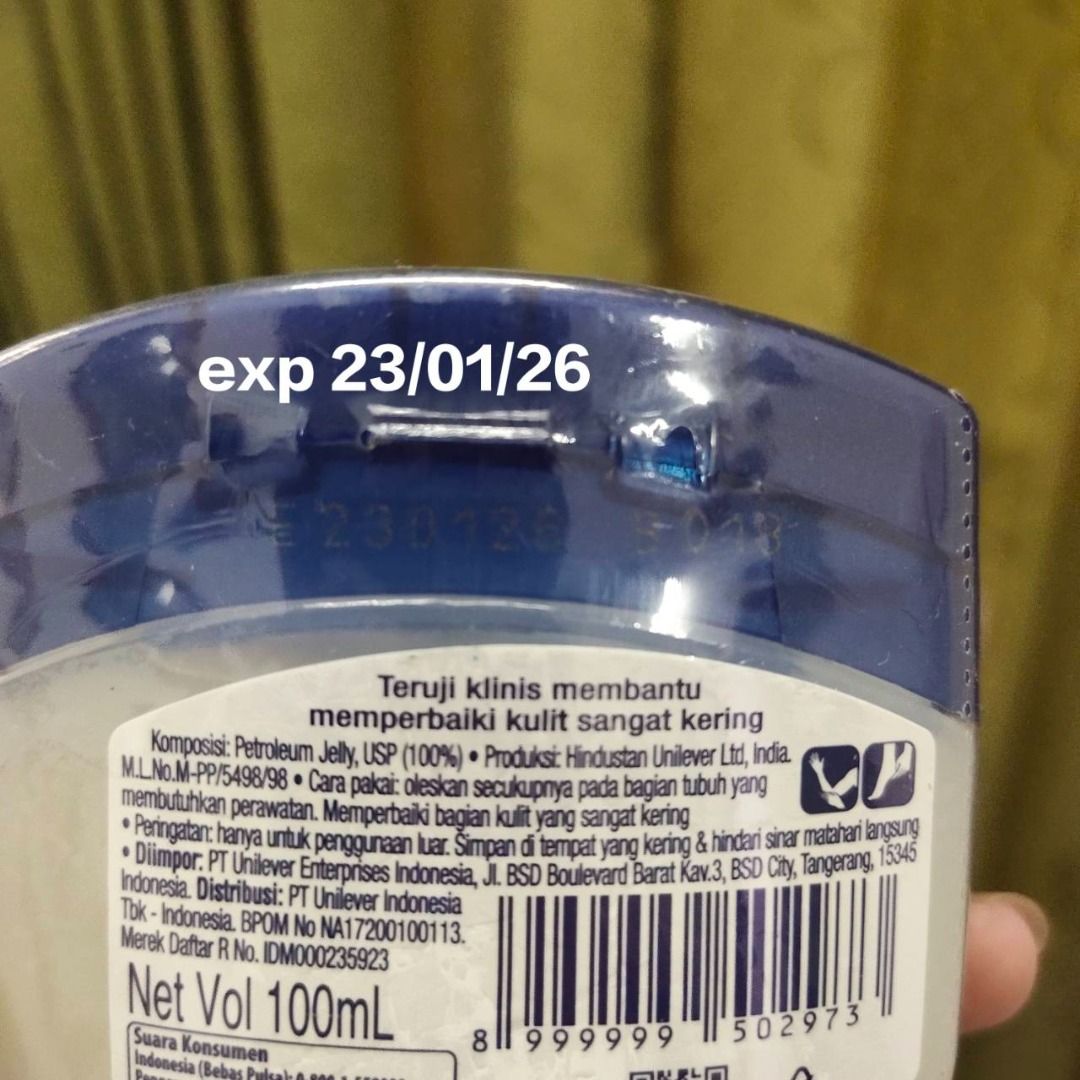 exp 23/01/26
E 230126 5018
Teruji klinis membantu
memperbaiki kulit sangat kering
Komposisi: Petroleum Jelly, USP (100%) • Produksi: Hindustan Unilever Ltd, India.
M.L.No.M-PP/5498/98 • Cara pakai: oleskan secukupnya pada bagian tubuh yang
membutuhkan perawatan. Memperbaiki bagian kulit yang sangat kering
• Peringatan: hanya untuk penggunaan luar. Simpan di tempat yang kering & hindari sinar matahari langsung
• Diimpor: PT Unilever Enterprises Indonesia, Jl. BSD Boulevard Barat Kav.3, BSD City, Tangerang, 15345
Indonesia. Distribusi: PT Unilever Indonesia
Tbk - Indonesia. BPOM No NA17200100113.
Merek Daftar R No. IDM000235923
Net Vol 100mL
8 999999 502973
Suara Konsumen
Indonesia (Bebas Pulsa):